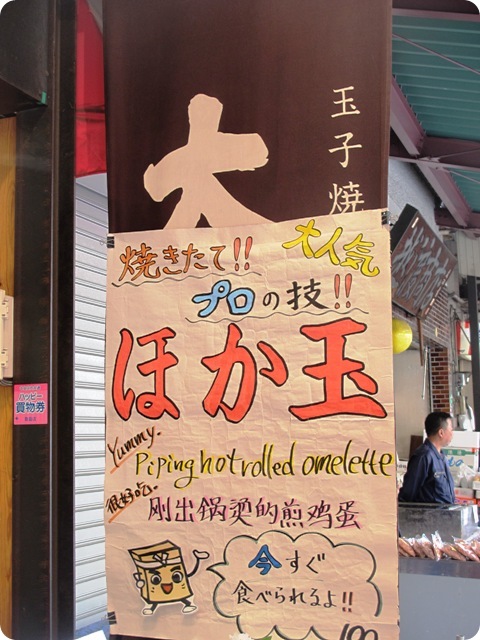 大
玉子焼
焼きたて!!
大人気
プロの技!!
ほか玉
Yummy.
Piping hot rolled omelette
很好吃.
刚出锅烫的煎鸡蛋
今すぐ
食べられるよ!!
100
ハッピー
買物券